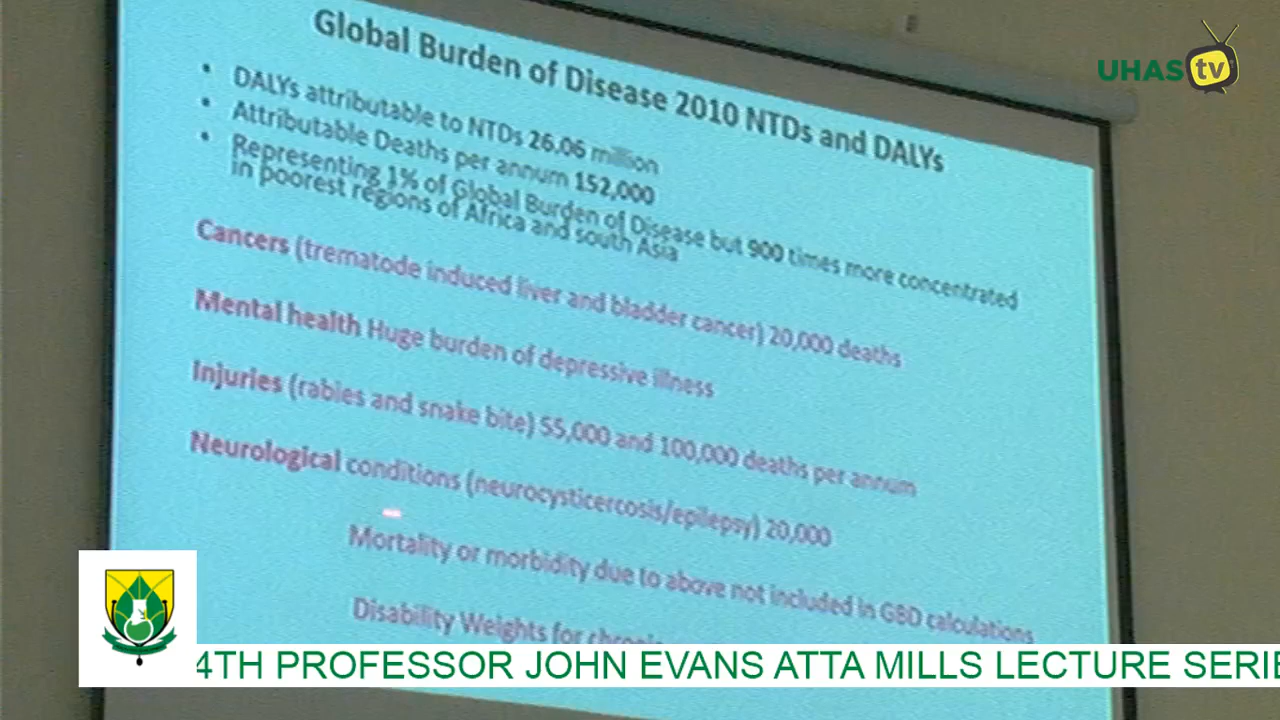 Global Burden of Disease 2010 NTDs and DALYs
UHAS tv
• DALYs attributable to NTDs 26.06 million
• Attributable Deaths per annum 152,000
• Representing 1% of Global Burden of Disease but 900 times more concentrated
in poorest regions of Africa and south Asia
Cancers (trematode induced liver and bladder cancer) 20,000 deaths
Mental health Huge burden of depressive illness
Injuries (rabies and snake bite) 55,000 and 100,000 deaths per annum
Neurological conditions (neurocysticercosis/epilepsy) 20,000
Mortality or morbidity due to above not included in GBD calculations
Disability Weights for
4TH PROFESSOR JOHN EVANS ATTA MILLS LECTURE SERIE